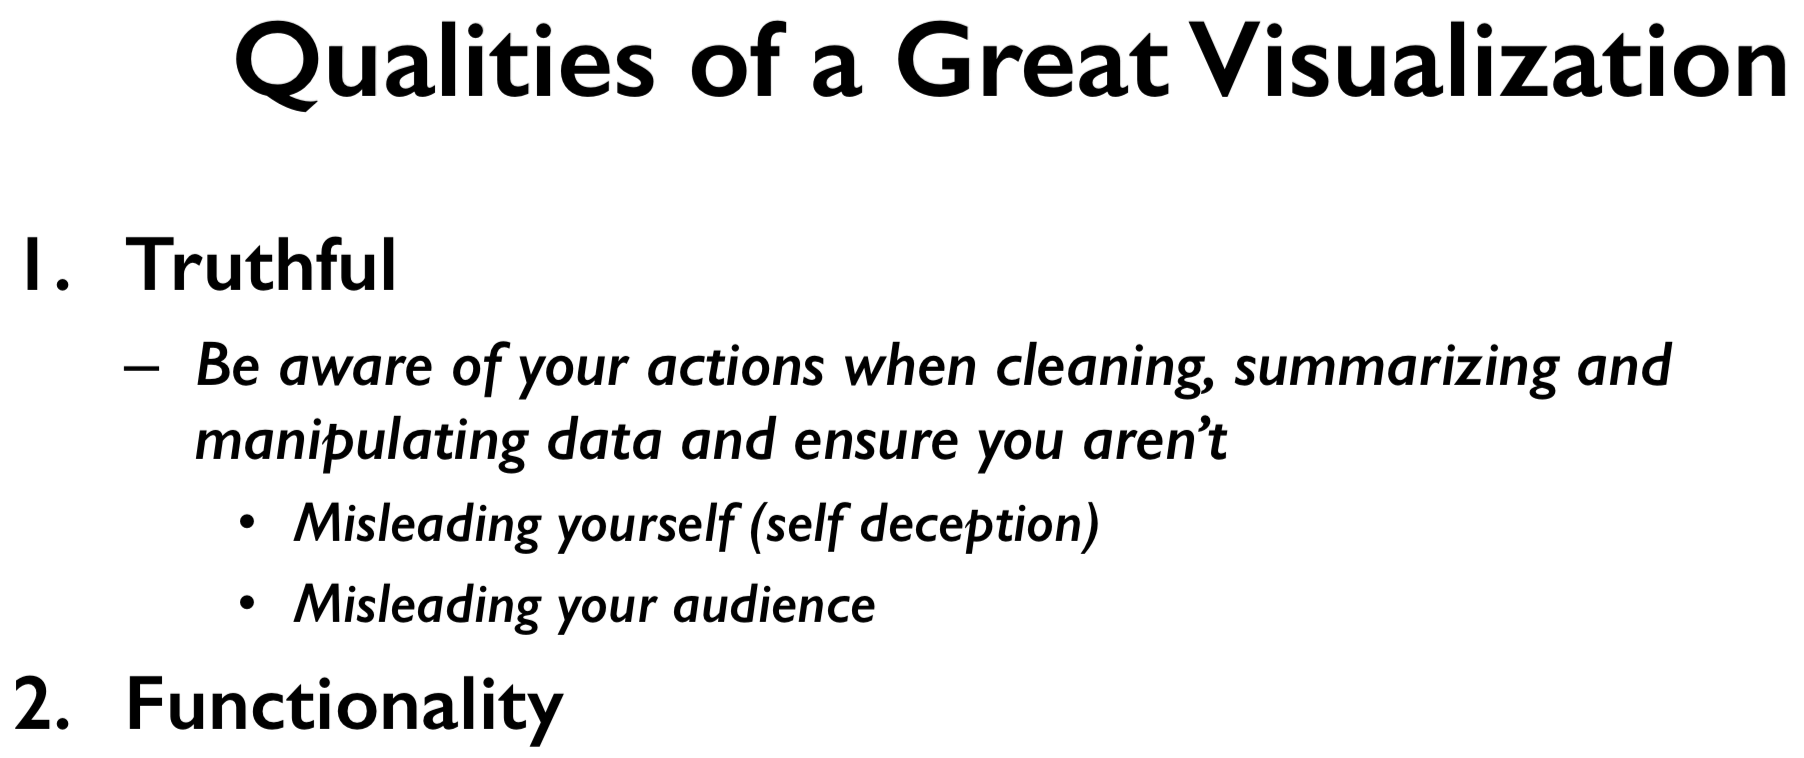 Qualities of a Great Visualization
1. Truthful
– Be aware of your actions when cleaning, summarizing and
manipulating data and ensure you aren’t
• Misleading yourself (self deception)
• Misleading your audience
2. Functionality